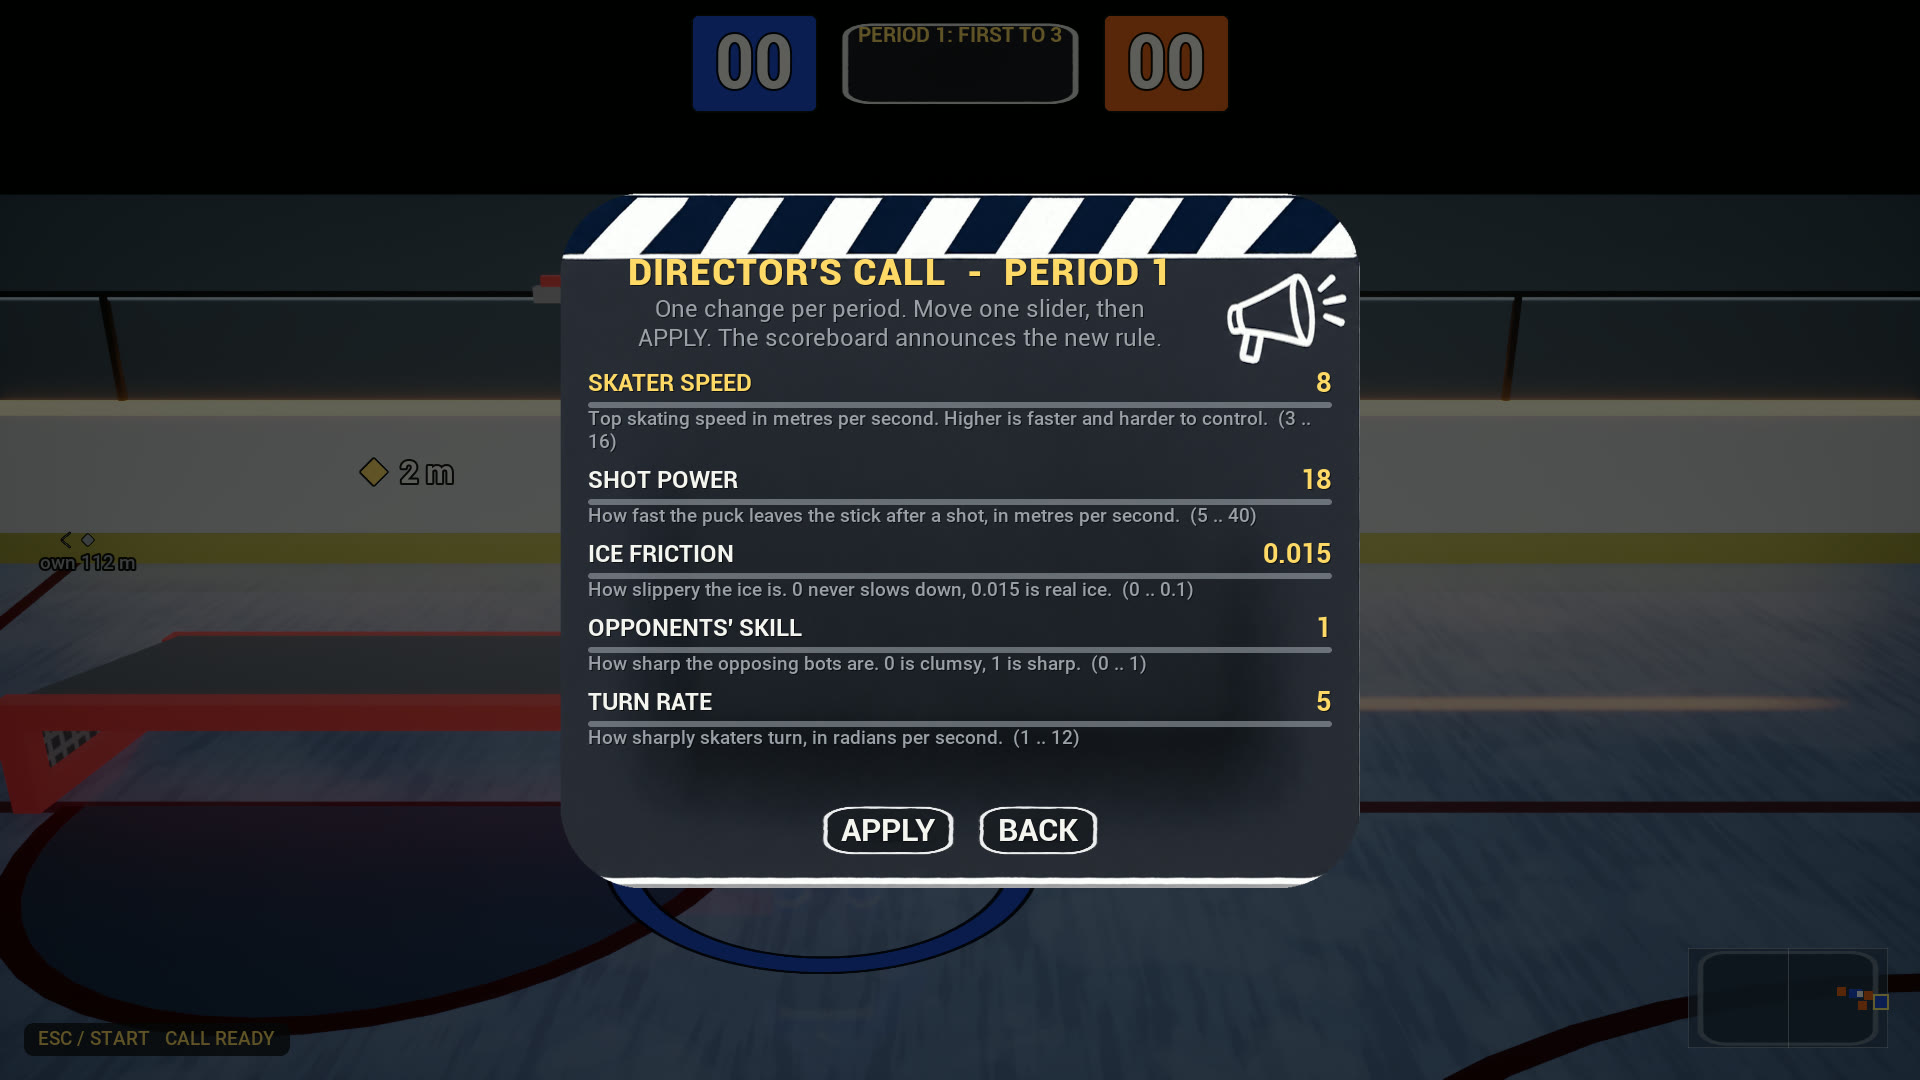 00
PERIOD 1: FIRST TO 3
00
DIRECTOR'S CALL - PERIOD 1
One change per period. Move one slider, then
APPLY. The scoreboard announces the new rule.
SKATER SPEED 8
Top skating speed in metres per second. Higher is faster and harder to control. (3 ..
16)
SHOT POWER 18
How fast the puck leaves the stick after a shot, in metres per second. (5 .. 40)
ICE FRICTION 0.015
How slippery the ice is. 0 never slows down, 0.015 is real ice. (0 .. 0.1)
OPPONENTS' SKILL 1
How sharp the opposing bots are. 0 is clumsy, 1 is sharp. (0 .. 1)
TURN RATE 5
How sharply skaters turn, in radians per second. (1 .. 12)
APPLY BACK
2 m
own 112 m
ESC / START CALL READY